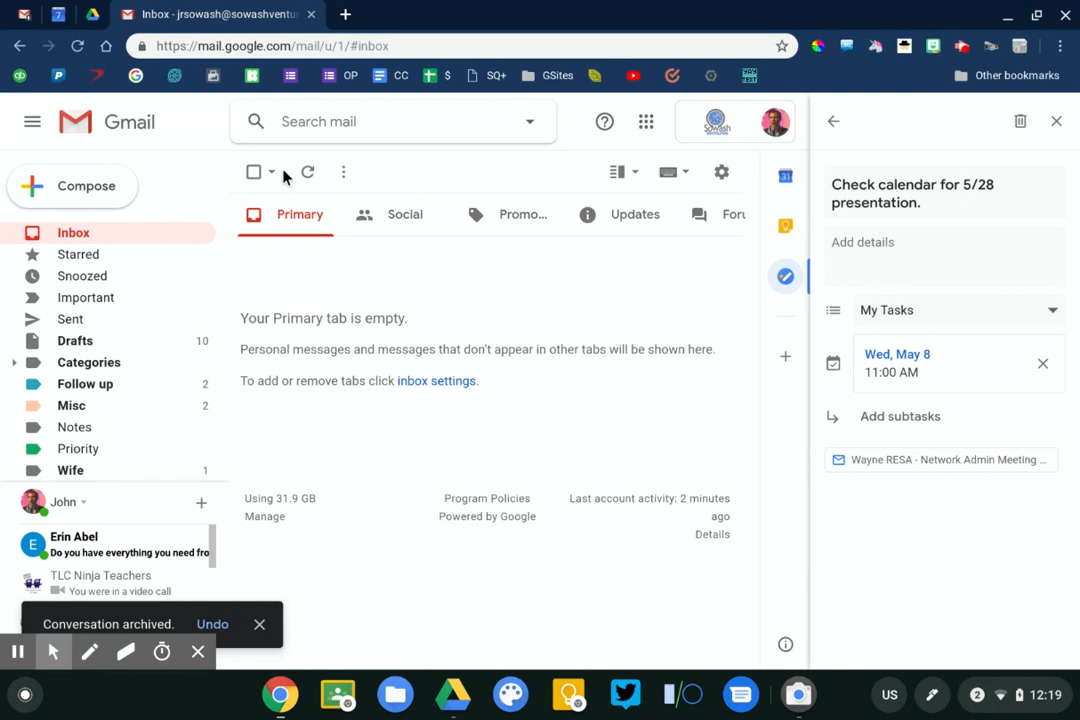 Inbox - jrsowash@sowashventu
https://mail.google.com/mail/u/1/#inbox
OP
CC
$
SQ+
GSites
Other bookmarks
Gmail
Search mail
Sowash
Compose
Inbox
Starred
Snoozed
Important
Sent
Drafts 10
Categories
Follow up 2
Misc 2
Notes
Priority
Wife 1
John
Erin Abel
Do you have everything you need fro
TLC Ninja Teachers
You were in a video call
Conversation archived. Undo
Primary
Social
Promo...
Updates
Foru
Your Primary tab is empty.
Personal messages and messages that don't appear in other tabs will be shown here.
To add or remove tabs click inbox settings.
Using 31.9 GB
Manage
Program Policies
Powered by Google
Last account activity: 2 minutes
ago
Details
Check calendar for 5/28
presentation.
Add details
My Tasks
Wed, May 8
11:00 AM
Add subtasks
Wayne RESA - Network Admin Meeting ...
US
2
12:19